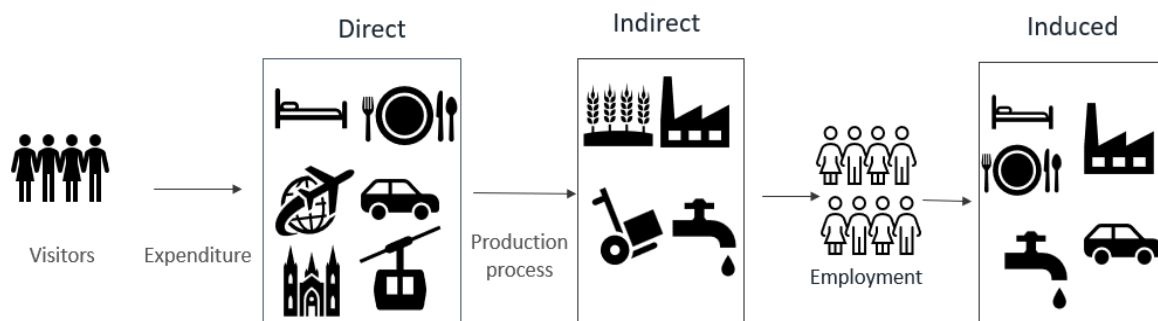 Direct
Indirect
Induced
Visitors
Expenditure
Production
process
Employment